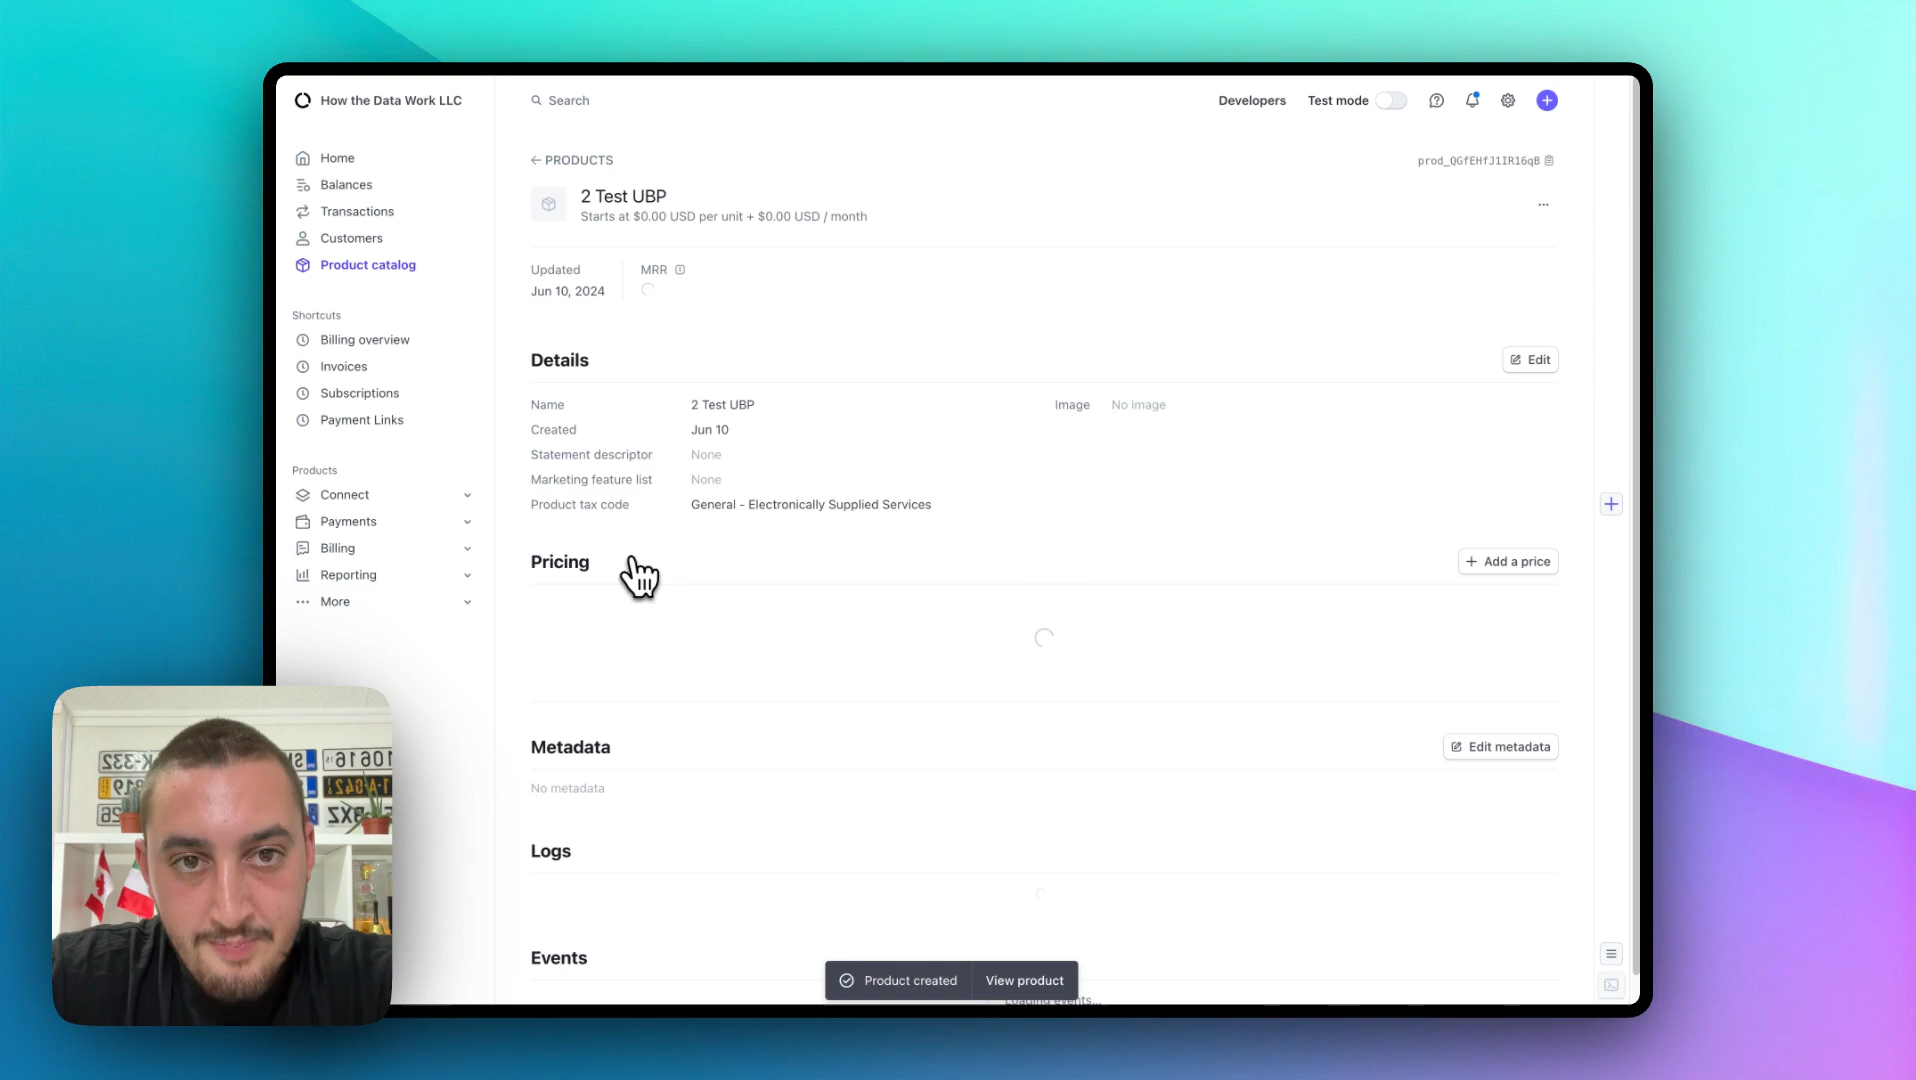 How the Data Work LLC
Search
Developers
Test mode
Home
Balances
Transactions
Customers
Product catalog
Shortcuts
Billing overview
Invoices
Subscriptions
Payment Links
Products
Connect
Payments
Billing
Reporting
More
PRODUCTS
prod_QGfEHfJ1IR16qB
2 Test UBP
Starts at $0.00 USD per unit + $0.00 USD / month
Updated
Jun 10, 2024
MRR
Details
Edit
Name
2 Test UBP
Image
No image
Created
Jun 10
Statement descriptor
None
Marketing feature list
None
Product tax code
General - Electronically Supplied Services
Pricing
Add a price
Metadata
Edit metadata
No metadata
Logs
Events
Product created
View product
Loading events...